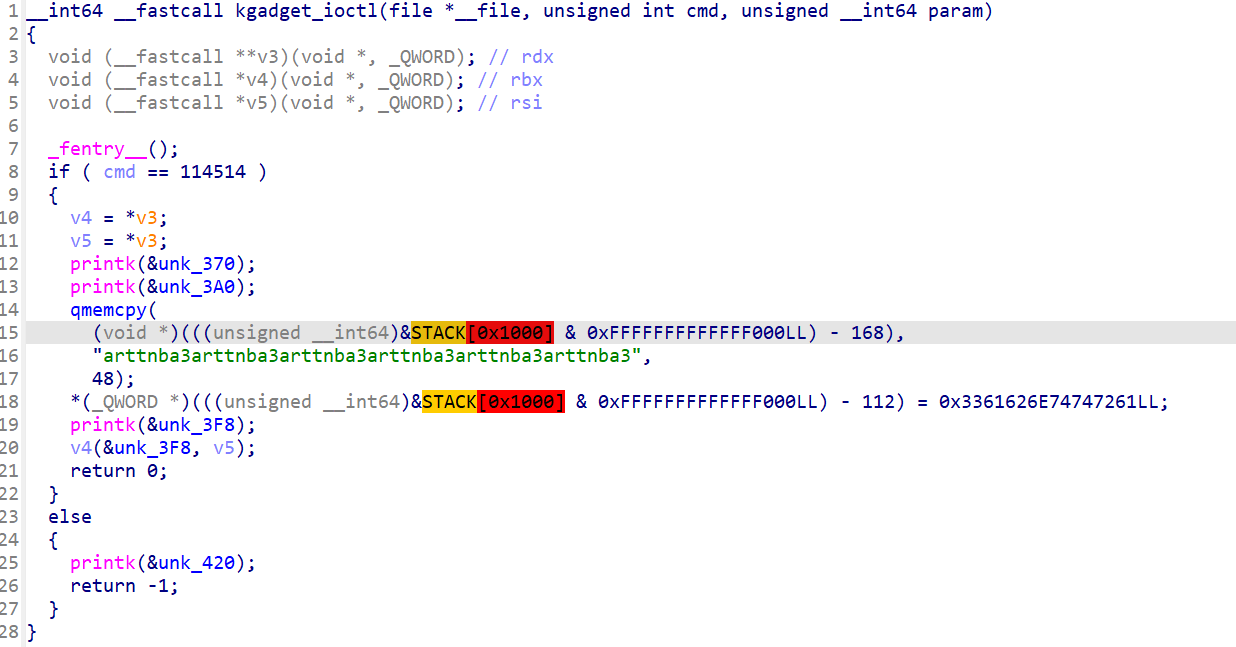 1 __int64 __fastcall kgadget_ioctl(file *__file, unsigned int cmd, unsigned __int64 param)
2 {
3   void (__fastcall **v3)(void *, _QWORD); // rdx
4   void (__fastcall *v4)(void *, _QWORD); // rbx
5   void (__fastcall *v5)(void *, _QWORD); // rsi
6
7   _fentry__();
8   if ( cmd == 114514 )
9   {
10     v4 = *v3;
11     v5 = *v3;
12     printk(&unk_370);
13     printk(&unk_3A0);
14     qmemcpy(
15       (void *)(((unsigned __int64)&STACK[0x1000] & 0xFFFFFFFFFFFFF000LL) - 168),
16       "arttnba3arttnba3arttnba3arttnba3arttnba3arttnba3",
17       48);
18     *(_QWORD *)(((unsigned __int64)&STACK[0x1000] & 0xFFFFFFFFFFFFF000LL) - 112) = 0x3361626E74747261LL;
19     printk(&unk_3F8);
20     v4(&unk_3F8, v5);
21     return 0;
22   }
23   else
24   {
25     printk(&unk_420);
26     return -1;
27   }
28 }